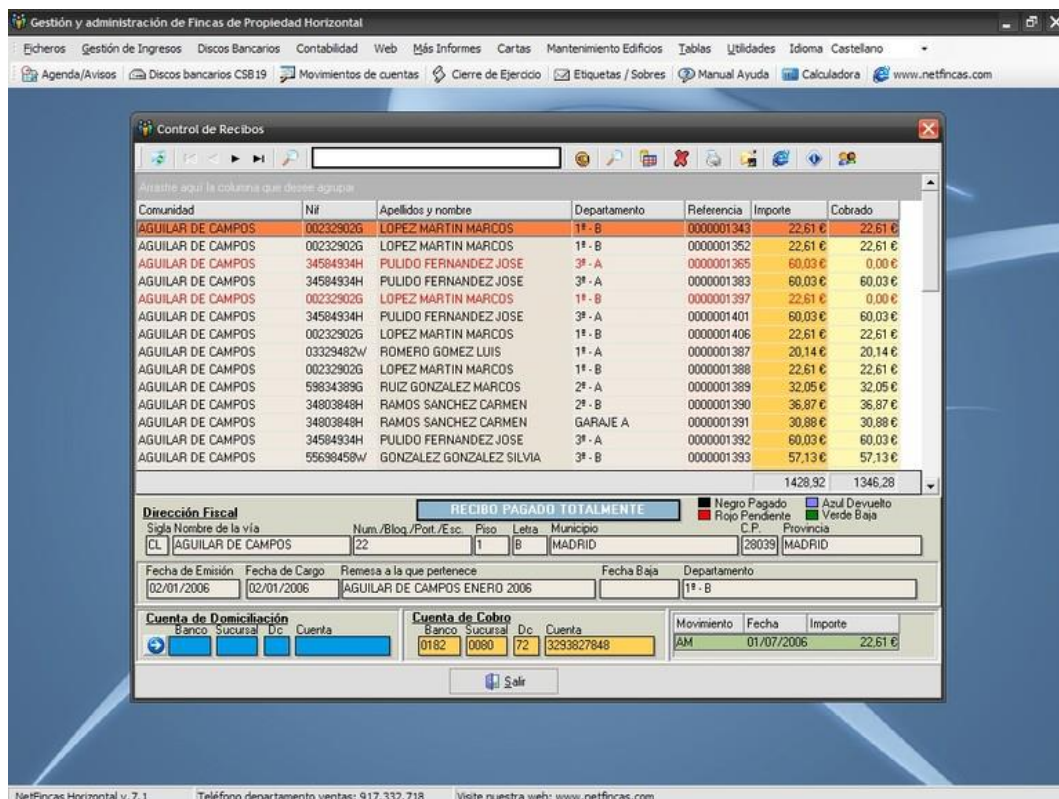 Gestión y administración de Fincas de Propiedad Horizontal
Ficheros Gestión de Ingresos Discos Bancarios Contabilidad Web Más Informes Cartas Mantenimiento Edificios Tablas Utilidades Idioma Castellano
Agenda/Avisos Discos bancarios CSB19 Movimientos de cuentas Cierre de Ejercicio Etiquetas / Sobres Manual Ayuda Calculadora www.netfincas.com
Control de Recibos
Arrastre aquí la columna que desee agrupar
Comunidad Nif Apellidos y nombre Departamento Referencia Importe Cobrado
AGUILAR DE CAMPOS 00232902G LOPEZ MARTIN MARCOS 1º - B 0000001343 22,61 € 22,61 €
AGUILAR DE CAMPOS 00232902G LOPEZ MARTIN MARCOS 1º - B 0000001352 22,61 € 22,61 €
AGUILAR DE CAMPOS 34584934H PULIDO FERNANDEZ JOSE 3º - A 0000001365 60,03 € 0,00 €
AGUILAR DE CAMPOS 34584934H PULIDO FERNANDEZ JOSE 3º - A 0000001383 60,03 € 60,03 €
AGUILAR DE CAMPOS 00232902G LOPEZ MARTIN MARCOS 1º - B 0000001397 22,61 € 0,00 €
AGUILAR DE CAMPOS 34584934H PULIDO FERNANDEZ JOSE 3º - A 0000001401 60,03 € 60,03 €
AGUILAR DE CAMPOS 00232902G LOPEZ MARTIN MARCOS 1º - B 0000001406 22,61 € 22,61 €
AGUILAR DE CAMPOS 03329482W ROMERO GOMEZ LUIS 1º - A 0000001387 20,14 € 20,14 €
AGUILAR DE CAMPOS 00232902G LOPEZ MARTIN MARCOS 1º - B 0000001388 22,61 € 22,61 €
AGUILAR DE CAMPOS 59834389G RUIZ GONZALEZ MARCOS 2º - A 0000001389 32,05 € 32,05 €
AGUILAR DE CAMPOS 34803848H RAMOS SANCHEZ CARMEN 2º - B 0000001390 36,87 € 36,87 €
AGUILAR DE CAMPOS 34803848H RAMOS SANCHEZ CARMEN GARAJE A 0000001391 30,88 € 30,88 €
AGUILAR DE CAMPOS 34584934H PULIDO FERNANDEZ JOSE 3º - A 0000001392 60,03 € 60,03 €
AGUILAR DE CAMPOS 55698458W GONZALEZ GONZALEZ SILVIA 3º - B 0000001393 57,13 € 57,13 €
1428,92 1346,28
Dirección Fiscal RECIBO PAGADO TOTALMENTE Negro Pagado Azul Devuelto
Rojo Pendiente Verde Baja
Sigla Nombre de la vía Num./Bloq./Port./Esc. Piso Letra Municipio C.P. Provincia
CL AGUILAR DE CAMPOS 22 1 B MADRID 28039 MADRID
Fecha de Emisión Fecha de Cargo Remesa a la que pertenece Fecha Baja Departamento
02/01/2006 02/01/2006 AGUILAR DE CAMPOS ENERO 2006 1º - B
Cuenta de Domiciliación Cuenta de Cobro
Banco Sucursal Dc Cuenta Banco Sucursal Dc Cuenta Movimiento Fecha Importe
0182 0080 72 3293827848 AM 01/07/2006 22,61 €
Salir
NetFincas Horizontal v.7.1 Teléfono departamento ventas: 917.332.718 Visite nuestra web: www.netfincas.com